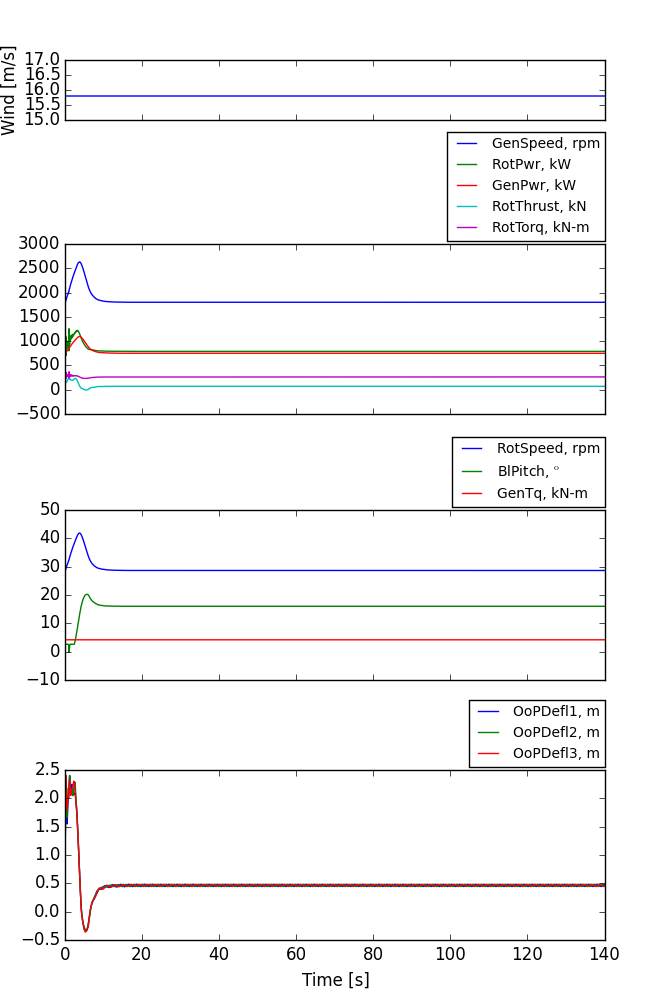 Wind [m/s]
17.0
16.5
16.0
15.5
15.0
GenSpeed, rpm
RotPwr, kW
GenPwr, kW
RotThrust, kN
RotTorq, kN-m
3000
2500
2000
1500
1000
500
0
−500
RotSpeed, rpm
BlPitch, °
GenTq, kN-m
50
40
30
20
10
0
−10
OoPDefl1, m
OoPDefl2, m
OoPDefl3, m
2.5
2.0
1.5
1.0
0.5
0.0
−0.5
0 20 40 60 80 100 120 140
Time [s]